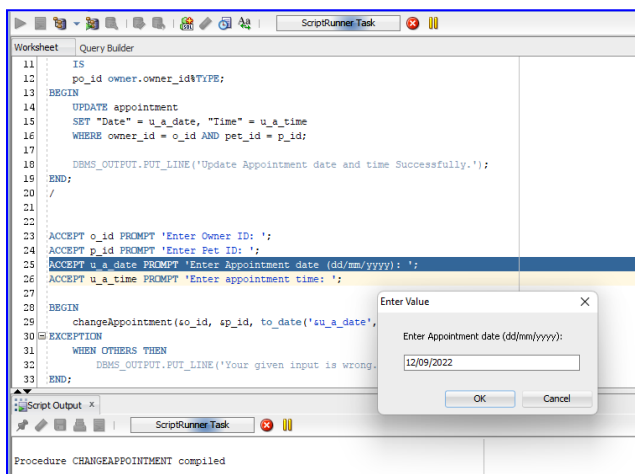 ScriptRunner Task
Worksheet Query Builder
11 IS
12 po_id owner.owner_id%TYPE;
13 BEGIN
14 UPDATE appointment
15 SET "Date" = u_a_date, "Time" = u_a_time
16 WHERE owner_id = o_id AND pet_id = p_id;
17
18 DBMS_OUTPUT.PUT_LINE('Update Appointment date and time Successfully.');
19 END;
20 /
21
22
23 ACCEPT o_id PROMPT 'Enter Owner ID: ';
24 ACCEPT p_id PROMPT 'Enter Pet ID: ';
25 ACCEPT u_a_date PROMPT 'Enter Appointment date (dd/mm/yyyy): ';
26 ACCEPT u_a_time PROMPT 'Enter appointment time: ';
27
28 BEGIN
29 changeAppointment(&o_id, &p_id, to_date('&u_a_date',
30 EXCEPTION
31 WHEN OTHERS THEN
32 DBMS_OUTPUT.PUT_LINE('Your given input is wrong.
33 END;
Enter Value
Enter Appointment date (dd/mm/yyyy):
12/09/2022
OK Cancel
Script Output
ScriptRunner Task
Procedure CHANGEAPPOINTMENT compiled